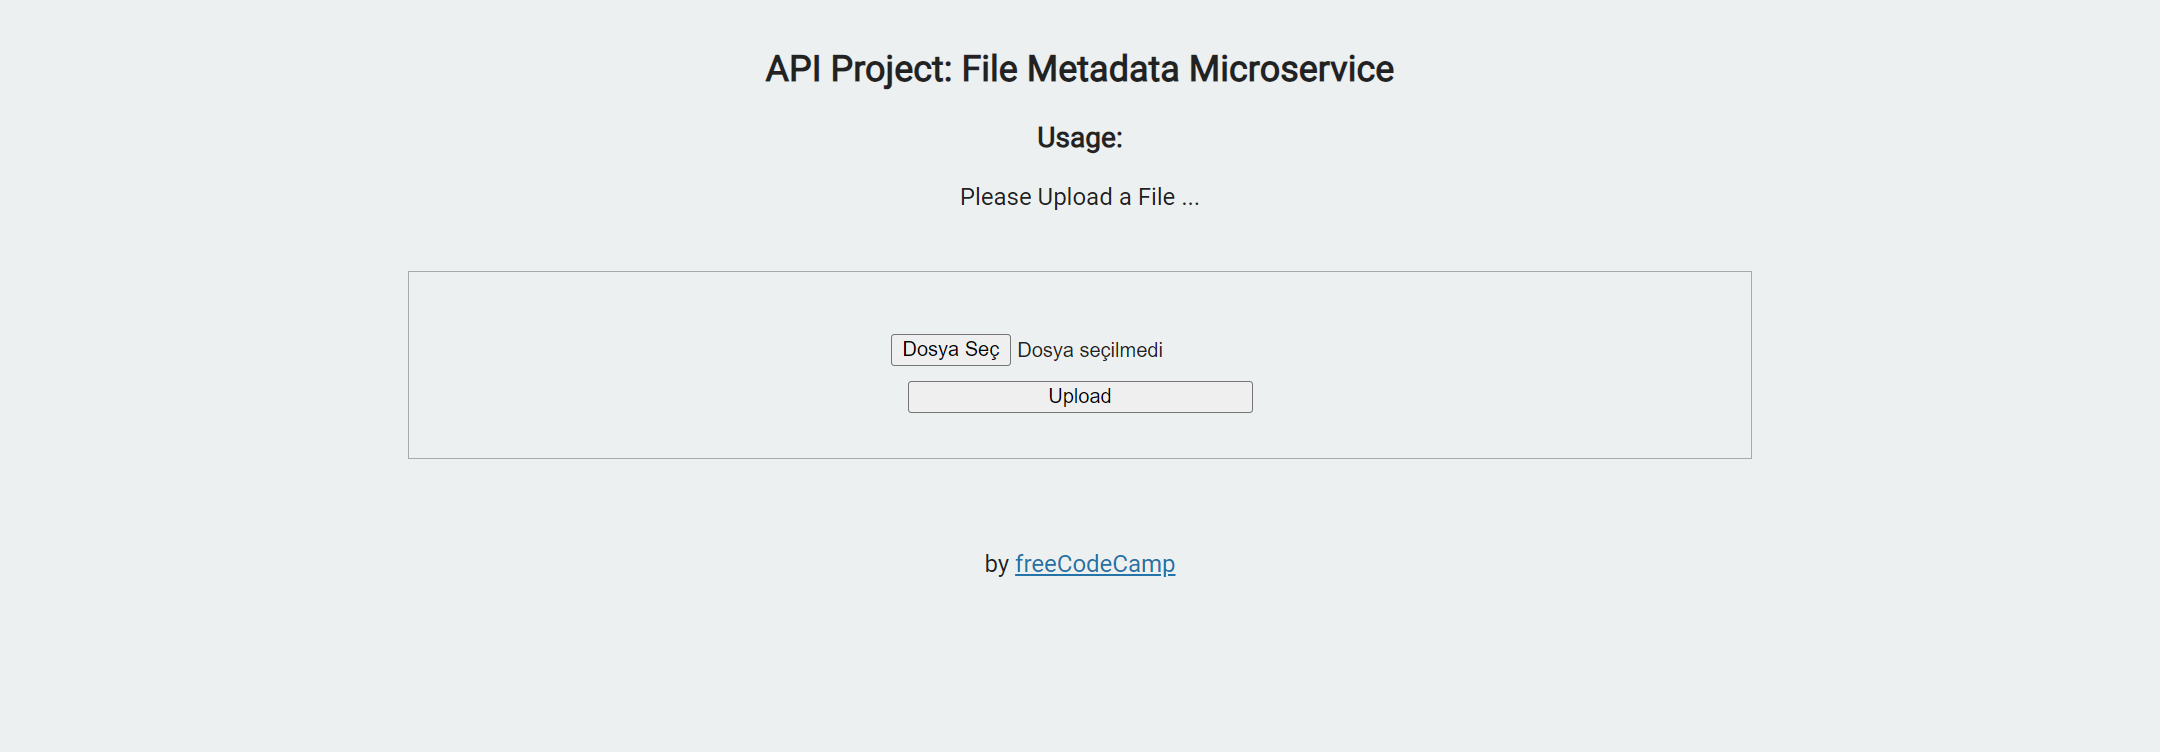 API Project: File Metadata Microservice
Usage:
Please Upload a File ...
Dosya Seç Dosya seçilmedi
Upload
by freeCodeCamp